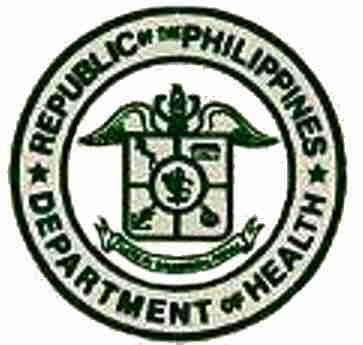 REPUBLIC OF THE PHILIPPINES
DEPARTMENT OF HEALTH